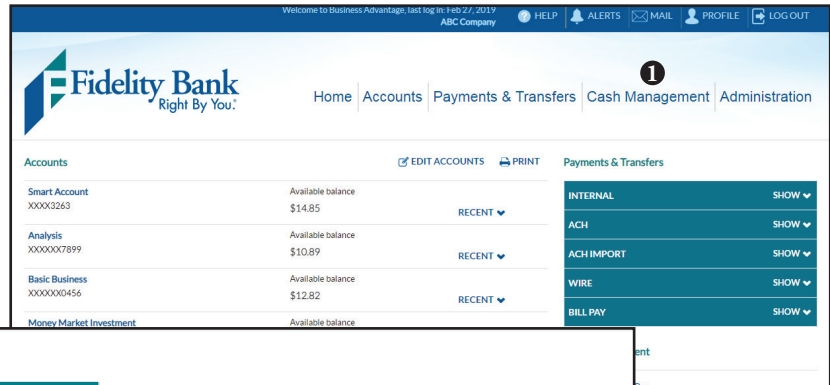 Welcome to Business Advantage, last log in: Feb 27, 2019
ABC Company
HELP ALERTS MAIL PROFILE LOG OUT
1
Fidelity Bank
Right By You.®
Home Accounts Payments & Transfers Cash Management Administration
Accounts EDIT ACCOUNTS PRINT
Smart Account Available balance
XXXX3263 $14.85 RECENT
Analysis Available balance
XXXXXX7899 $10.89 RECENT
Basic Business Available balance
XXXXXX0456 $12.82 RECENT
Money Market Investment Available balance
Payments & Transfers
INTERNAL SHOW
ACH SHOW
ACH IMPORT SHOW
WIRE SHOW
BILL PAY SHOW